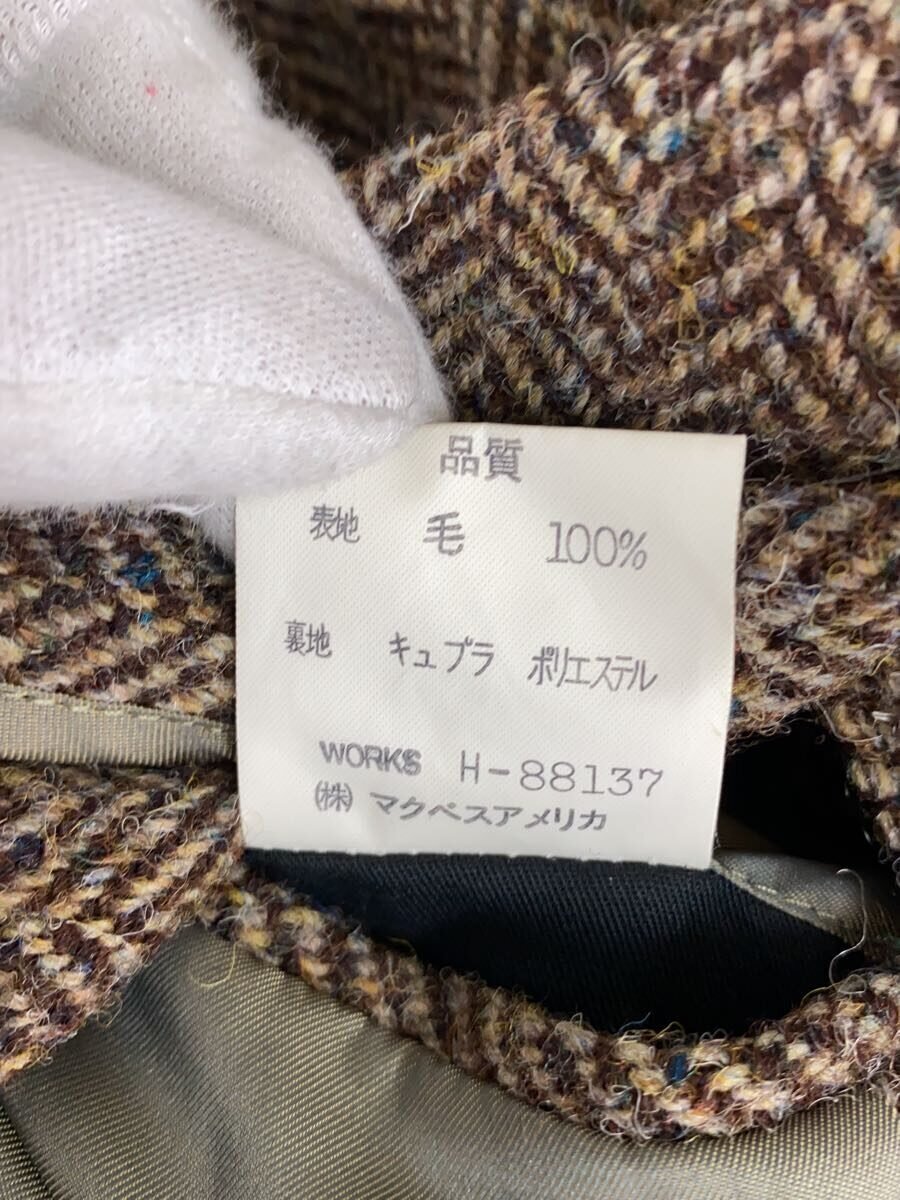 品質
表地 毛 100%
裏地 キュプラ ポリエステル
WORKS H-88137
(株)マクベスアメリカ